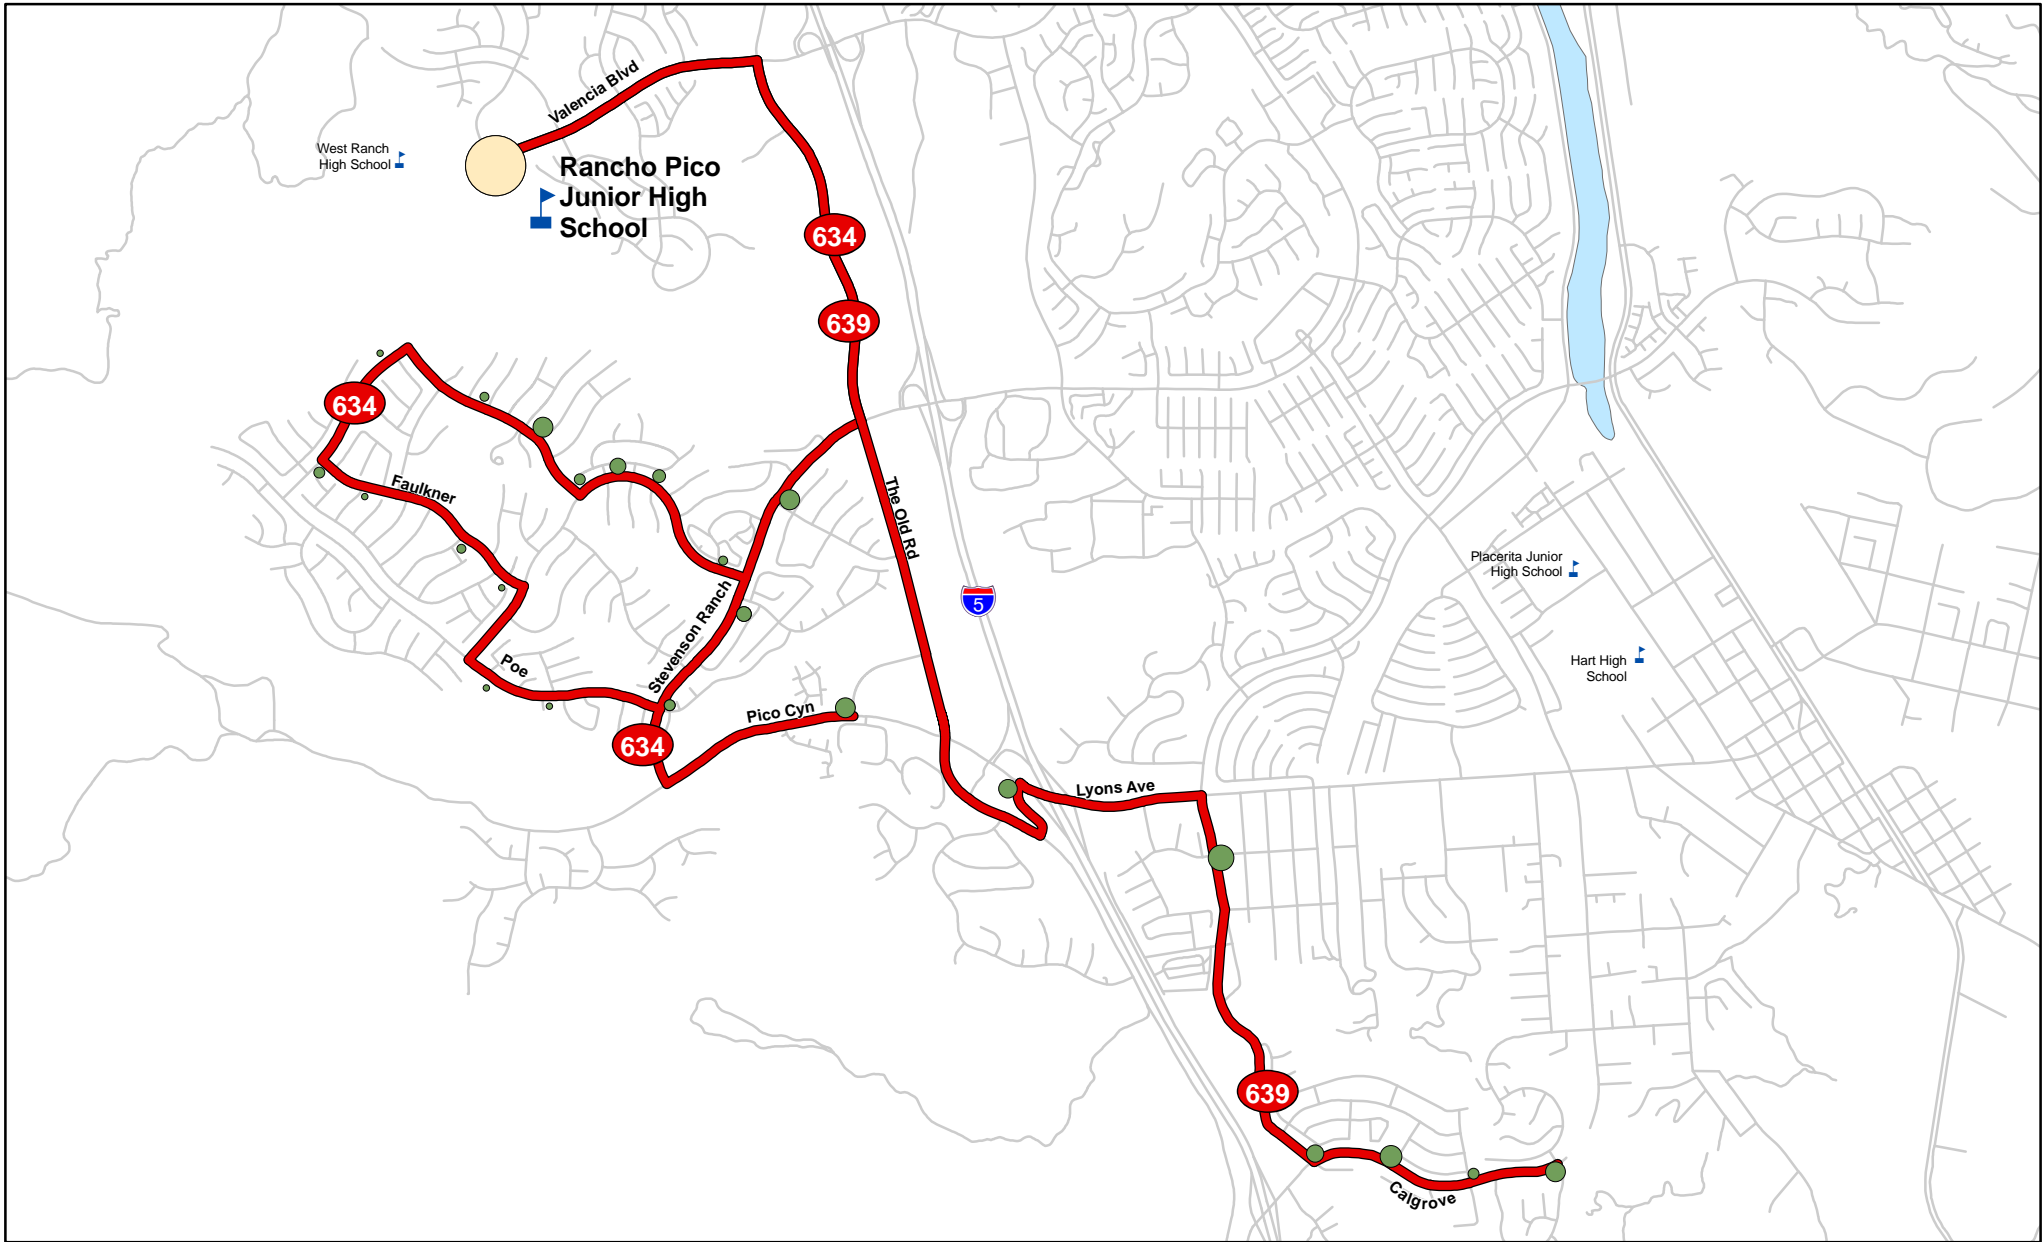 Valencia Blvd
West Ranch
High School
Rancho Pico
Junior High
School
634
639
634
Faulkner
The Old Rd
5
Placerita Junior
High School
Stevenson Ranch
Poe
Hart High
School
Pico Cyn
634
Lyons Ave
639
Calgrove